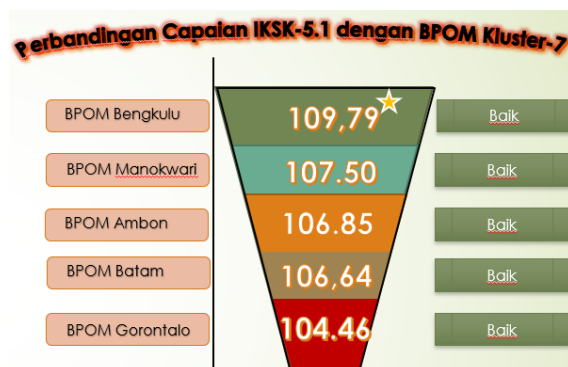 Perbandingan Capaian IKSK-5.1 dengan BPOM Kluster-7
BPOM Bengkulu 109,79 Baik
BPOM Manokwari 107.50 Baik
BPOM Ambon 106.85 Baik
BPOM Batam 106,64 Baik
BPOM Gorontalo 104.46 Baik